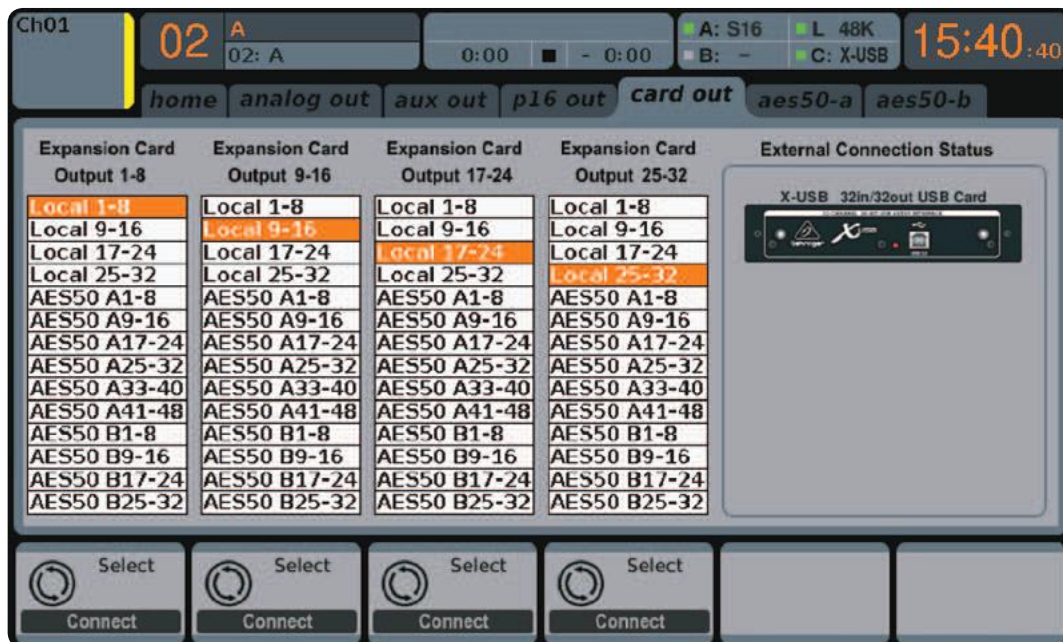 Ch01
02
A
02: A
0:00 - 0:00
A: S16
B: -
L 48K
C: X-USB
15:40:40
home analog out aux out p16 out card out aes50-a aes50-b
Expansion Card
Output 1-8
Local 1-8
Local 9-16
Local 17-24
Local 25-32
AES50 A1-8
AES50 A9-16
AES50 A17-24
AES50 A25-32
AES50 A33-40
AES50 A41-48
AES50 B1-8
AES50 B9-16
AES50 B17-24
AES50 B25-32
Expansion Card
Output 9-16
Local 1-8
Local 9-16
Local 17-24
Local 25-32
AES50 A1-8
AES50 A9-16
AES50 A17-24
AES50 A25-32
AES50 A33-40
AES50 A41-48
AES50 B1-8
AES50 B9-16
AES50 B17-24
AES50 B25-32
Expansion Card
Output 17-24
Local 1-8
Local 9-16
Local 17-24
Local 25-32
AES50 A1-8
AES50 A9-16
AES50 A17-24
AES50 A25-32
AES50 A33-40
AES50 A41-48
AES50 B1-8
AES50 B9-16
AES50 B17-24
AES50 B25-32
Expansion Card
Output 25-32
Local 1-8
Local 9-16
Local 17-24
Local 25-32
AES50 A1-8
AES50 A9-16
AES50 A17-24
AES50 A25-32
AES50 A33-40
AES50 A41-48
AES50 B1-8
AES50 B9-16
AES50 B17-24
AES50 B25-32
External Connection Status
X-USB 32in/32out USB Card
behringer
Select
Connect
Select
Connect
Select
Connect
Select
Connect